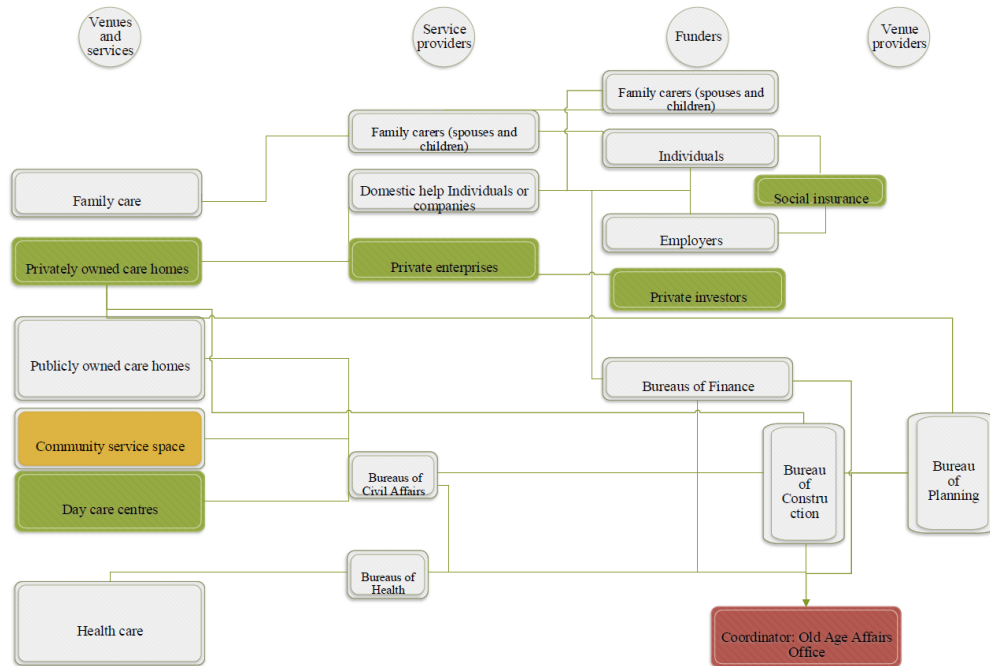 Venues
and
services
Service
providers
Funders
Venue
providers
Family carers (spouses and
children)
Family carers (spouses and
children)
Individuals
Family care
Domestic help Individuals or
companies
Social insurance
Employers
Privately owned care homes
Private enterprises
Private investors
Publicly owned care homes
Bureaus of Finance
Community service space
Bureaus of
Civil Affairs
Bureau
of
Constru
ction
Bureau
of
Planning
Day care centres
Bureaus of
Health
Health care
Coordinator: Old Age Affairs
Office